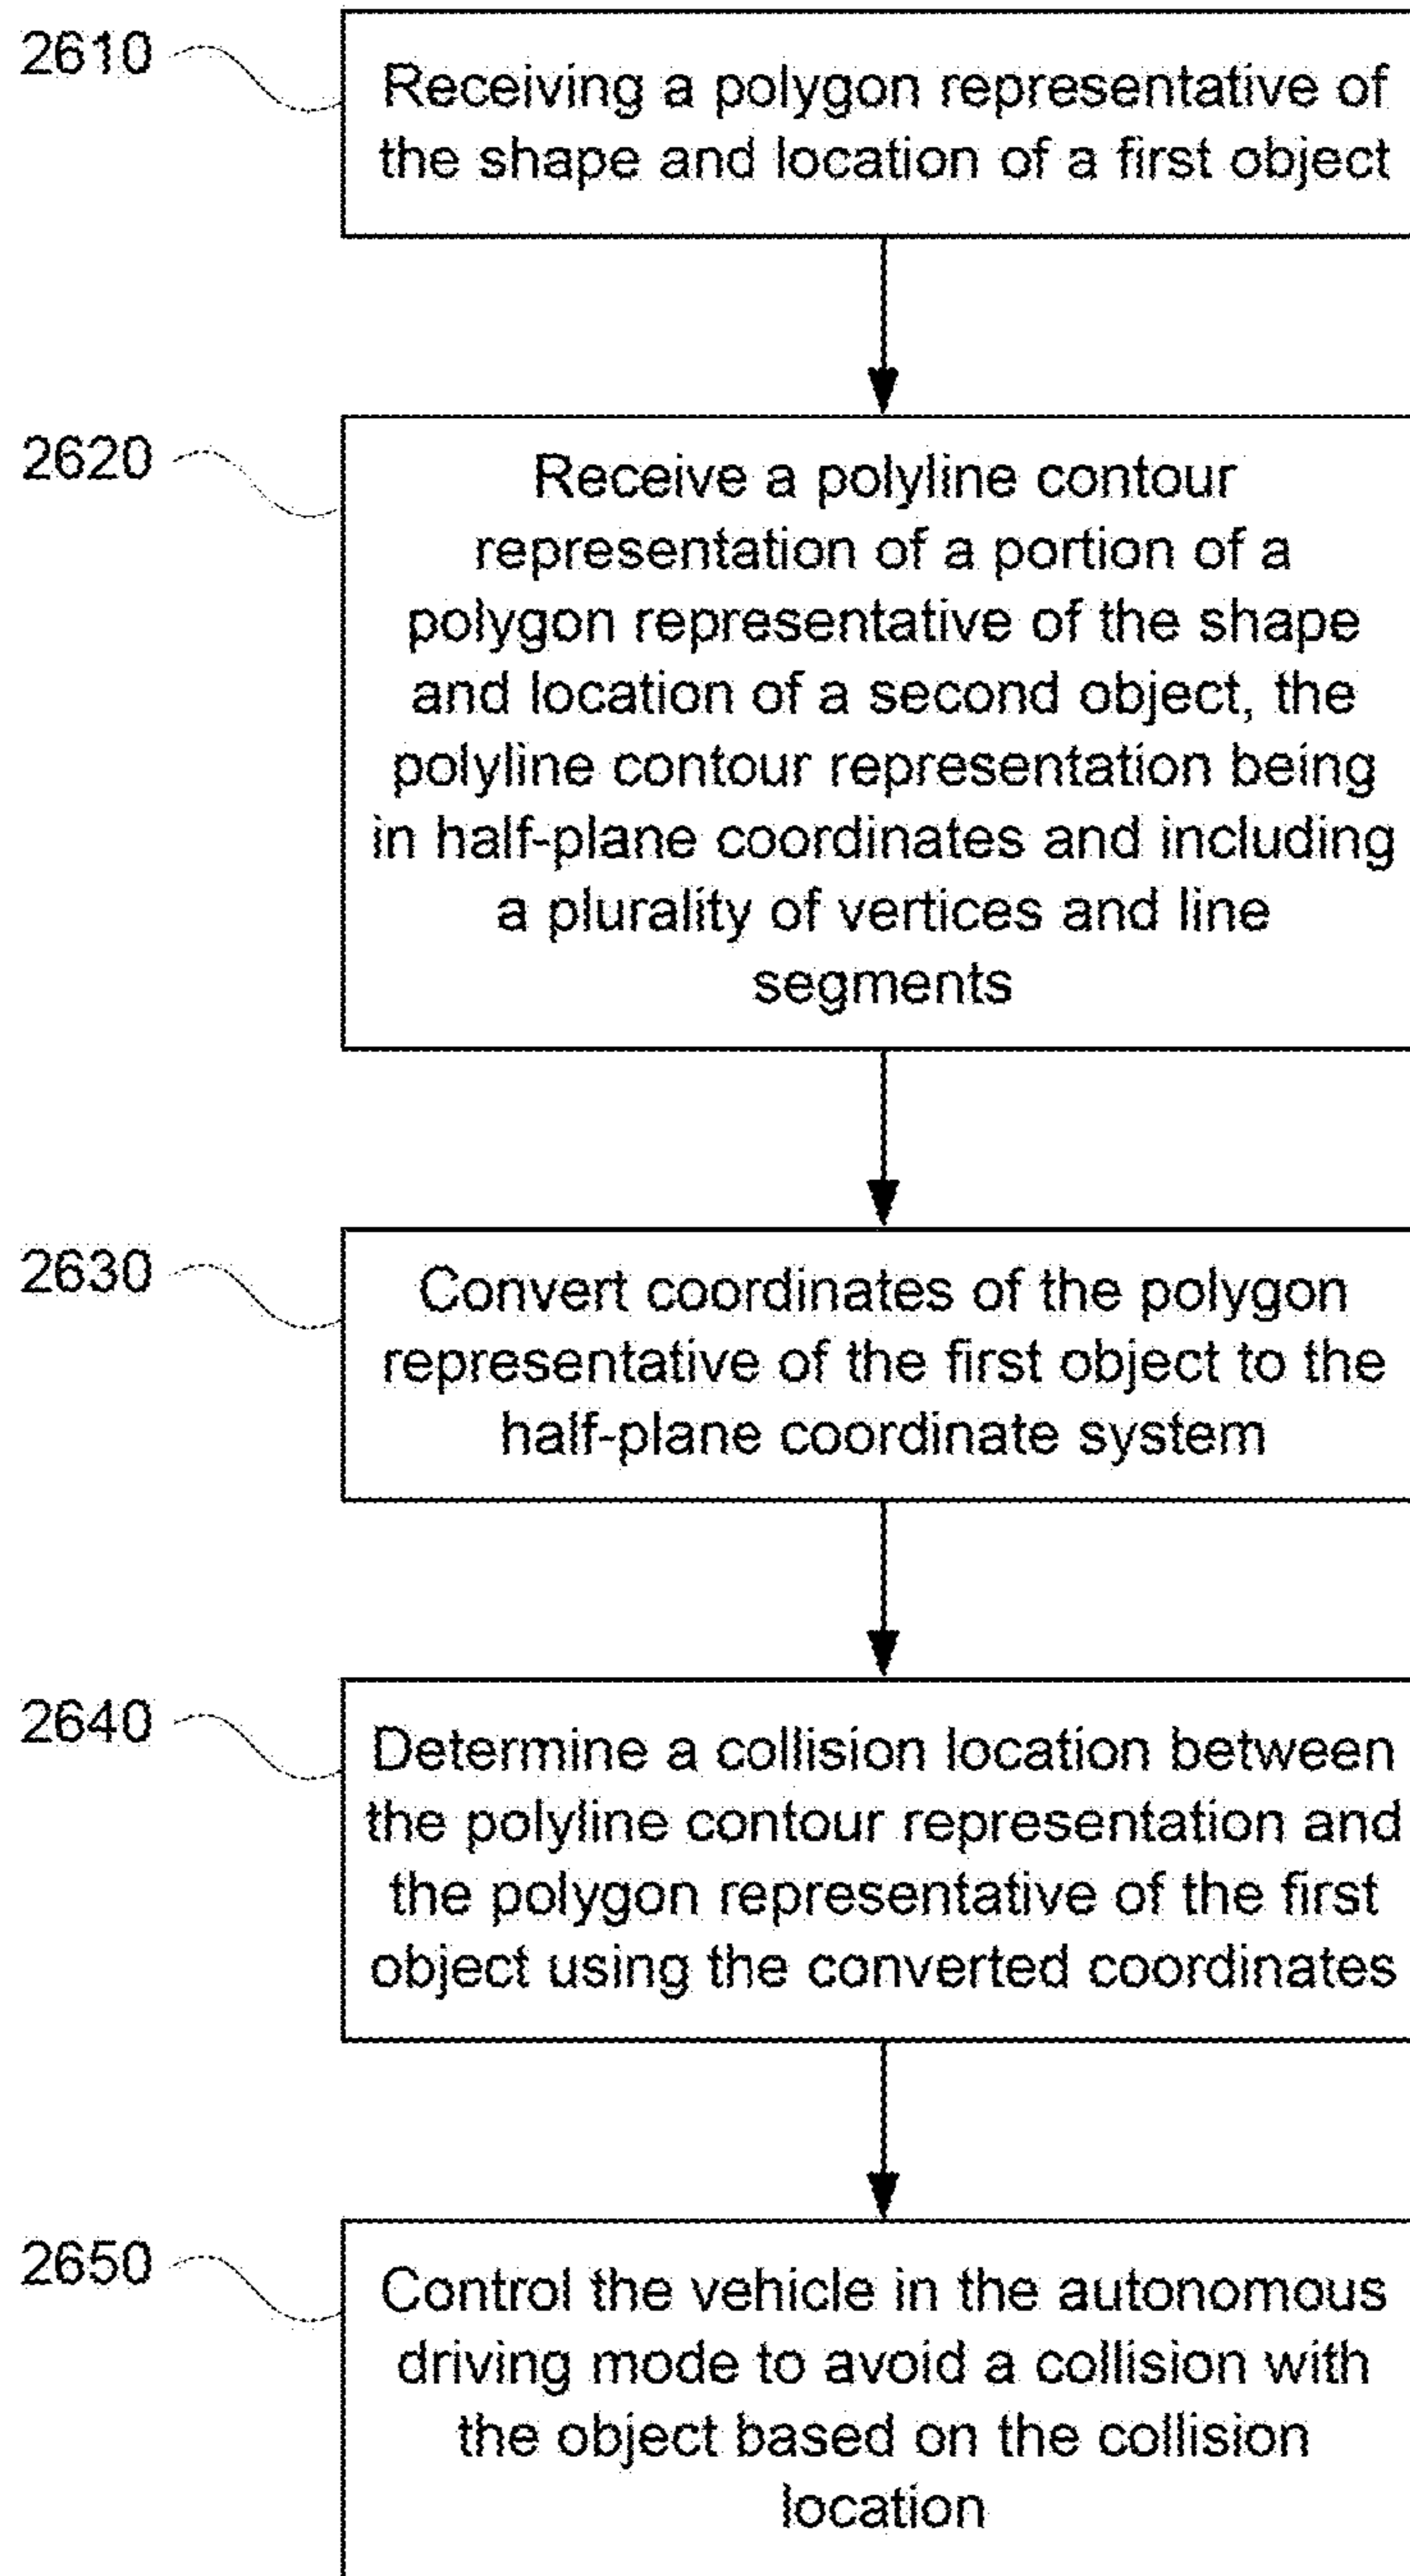 2610
Receiving a polygon representative of
the shape and location of a first object
2620
Receive a polyline contour
representation of a portion of a
polygon representative of the shape
and location of a second object, the
polyline contour representation being
in half-plane coordinates and including
a plurality of vertices and line
segments
2630
Convert coordinates of the polygon
representative of the first object to the
half-plane coordinate system
2640
Determine a collision location between
the polyline contour representation and
the polygon representative of the first
object using the converted coordinates
2650
Control the vehicle in the autonomous
driving mode to avoid a collision with
the object based on the collision
location